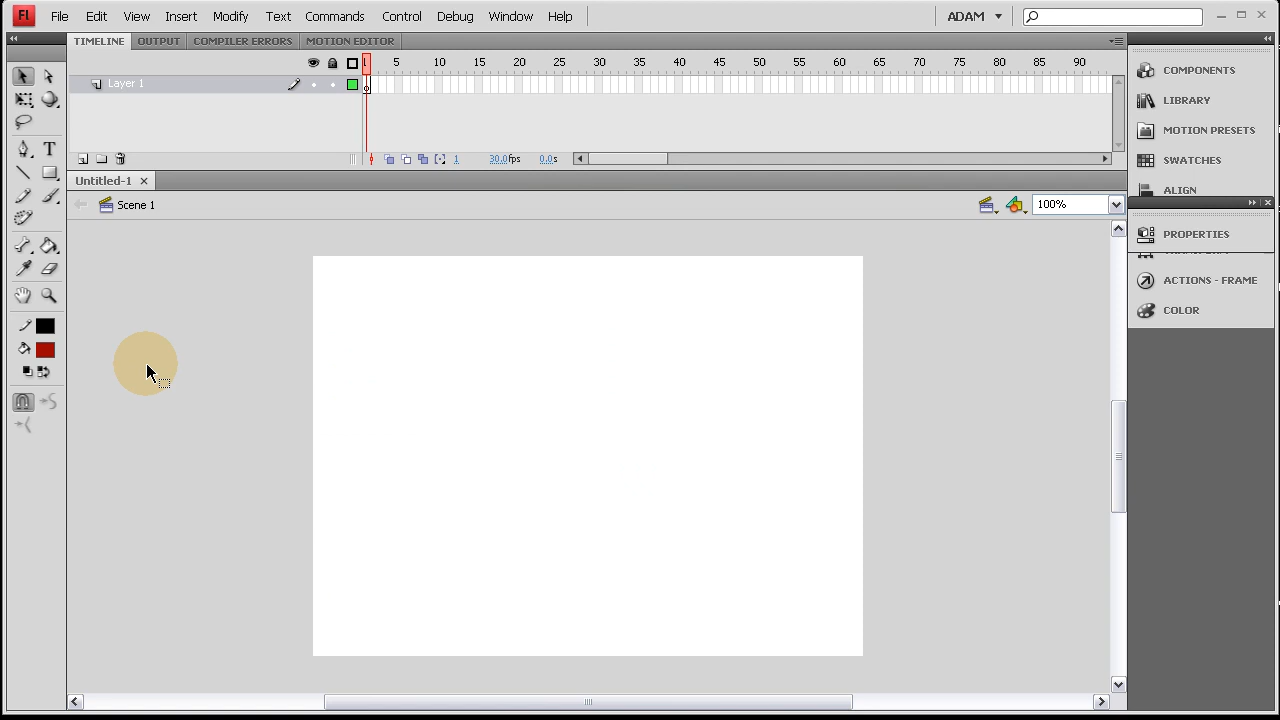 Fl File Edit View Insert Modify Text Commands Control Debug Window Help ADAM
TIMELINE OUTPUT COMPILER ERRORS MOTION EDITOR
1 5 10 15 20 25 30 35 40 45 50 55 60 65 70 75 80 85 90
Layer 1
1 30.0fps 0.0s
Untitled-1
Scene 1 100%
T
COMPONENTS
LIBRARY
MOTION PRESETS
SWATCHES
ALIGN
PROPERTIES
ACTIONS - FRAME
COLOR